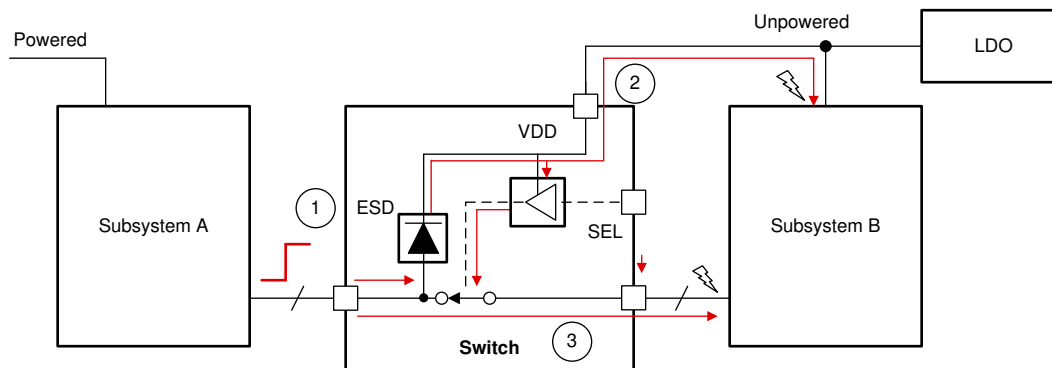 Unpowered
Powered
LDO
2
VDD
1
ESD
Subsystem A
SEL
Subsystem B
3
Switch